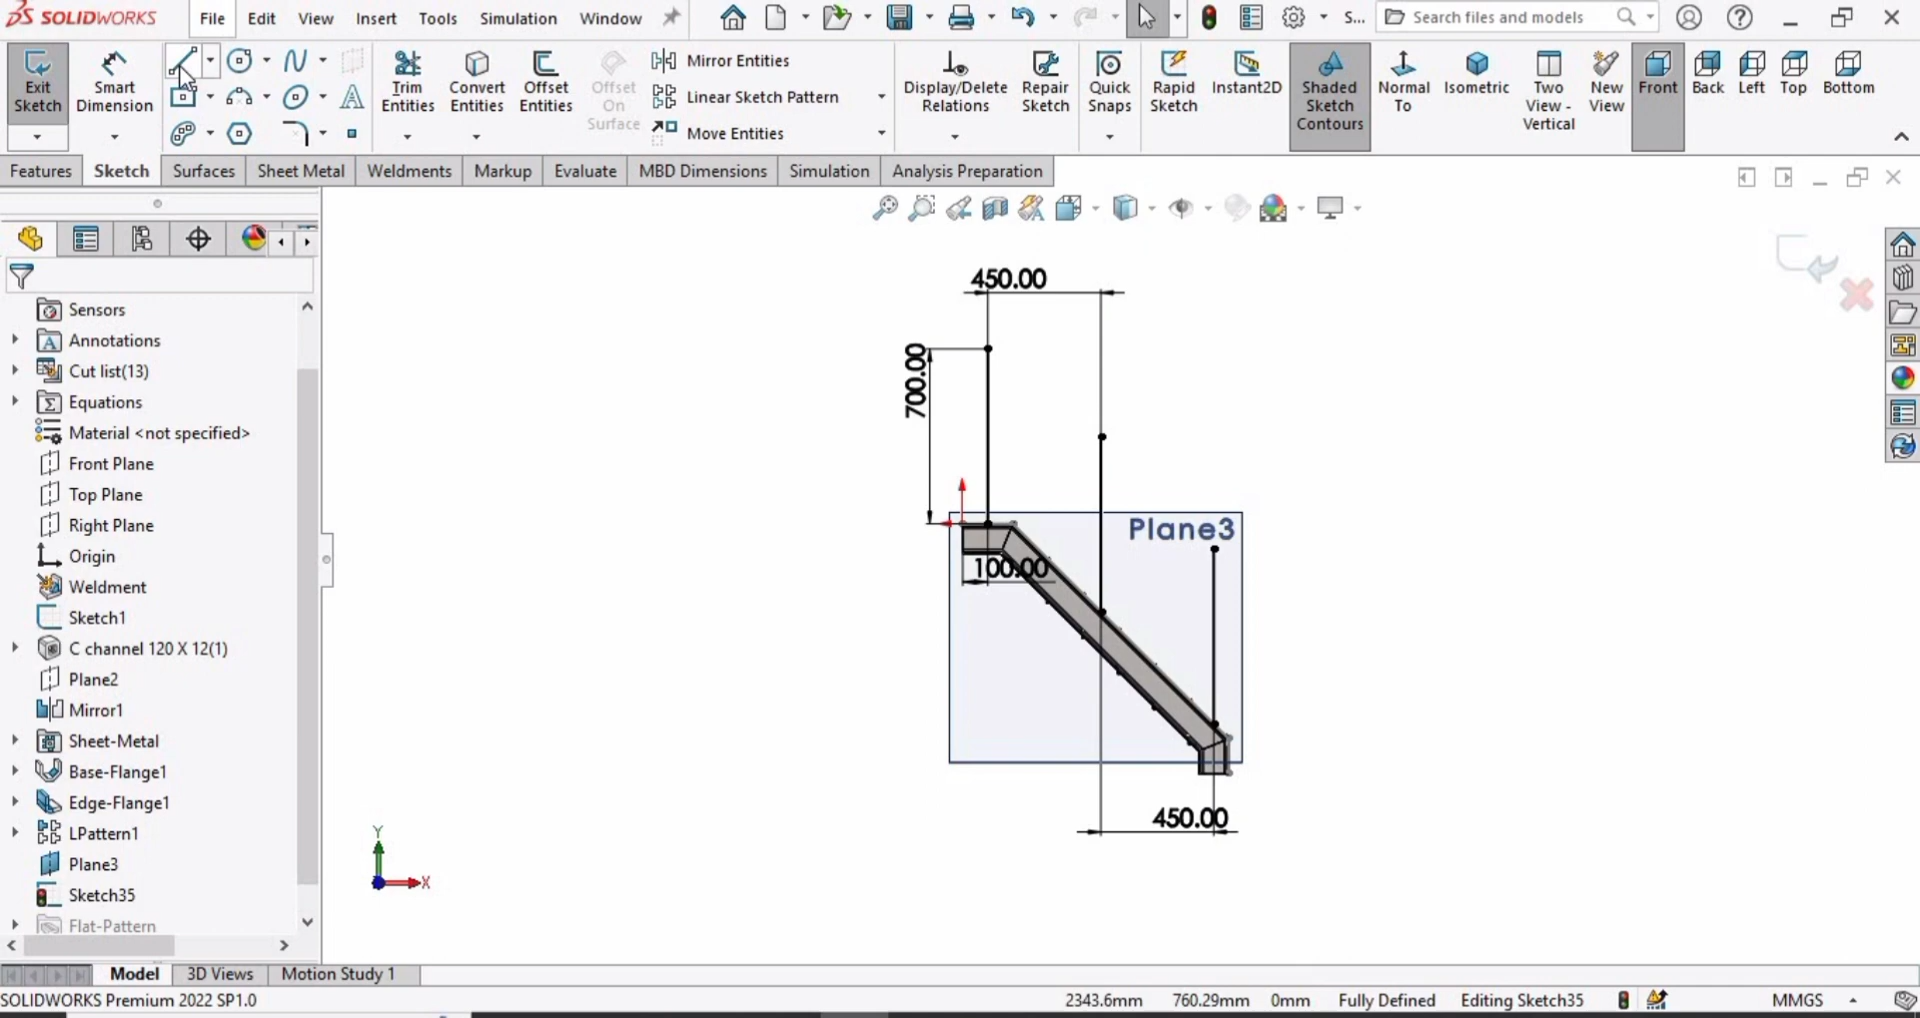 SOLIDWORKS File Edit View Insert Tools Simulation Window S... Search files and models
Exit Sketch
Smart Dimension
Trim Entities
Convert Entities
Offset Entities
Offset On Surface
Mirror Entities
Linear Sketch Pattern
Move Entities
Display/Delete Relations
Repair Sketch
Quick Snaps
Rapid Sketch
Instant2D
Shaded Sketch Contours
Normal To
Isometric
Two View - Vertical
New View
Front
Back
Left
Top
Bottom
Features Sketch Surfaces Sheet Metal Weldments Markup Evaluate MBD Dimensions Simulation Analysis Preparation
Sensors
Annotations
Cut list(13)
Equations
Material <not specified>
Front Plane
Top Plane
Right Plane
Origin
Weldment
Sketch1
C channel 120 X 12(1)
Plane2
Mirror1
Sheet-Metal
Base-Flange1
Edge-Flange1
LPattern1
Plane3
Sketch35
Flat-Pattern
450.00
700.00
Plane3
100.00
450.00
Y
X
Model 3D Views Motion Study 1
SOLIDWORKS Premium 2022 SP1.0 2343.6mm 760.29mm 0mm Fully Defined Editing Sketch35 MMGS